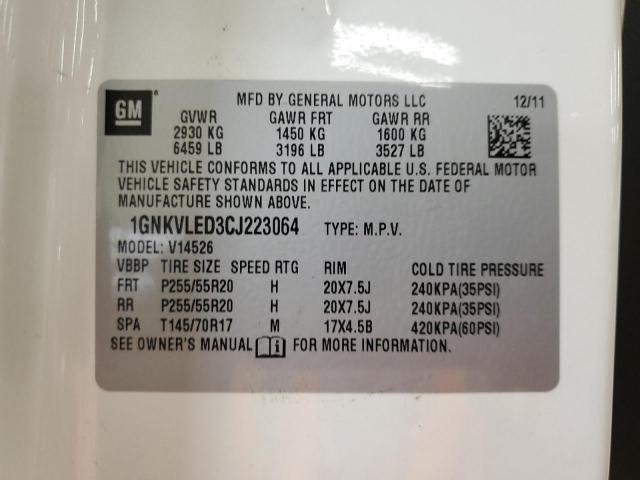 GM® MFD BY GENERAL MOTORS LLC 12/11
GVWR GAWR FRT GAWR RR
2930 KG 1450 KG 1600 KG
6459 LB 3196 LB 3527 LB
THIS VEHICLE CONFORMS TO ALL APPLICABLE U.S. FEDERAL MOTOR
VEHICLE SAFETY STANDARDS IN EFFECT ON THE DATE OF
MANUFACTURE SHOWN ABOVE.
1GNKVLED3CJ223064 TYPE: M.P.V.
MODEL: V14526
VBBP TIRE SIZE SPEED RTG RIM COLD TIRE PRESSURE
FRT P255/55R20 H 20X7.5J 240KPA(35PSI)
RR P255/55R20 H 20X7.5J 240KPA(35PSI)
SPA T145/70R17 M 17X4.5B 420KPA(60PSI)
SEE OWNER'S MANUAL FOR MORE INFORMATION.